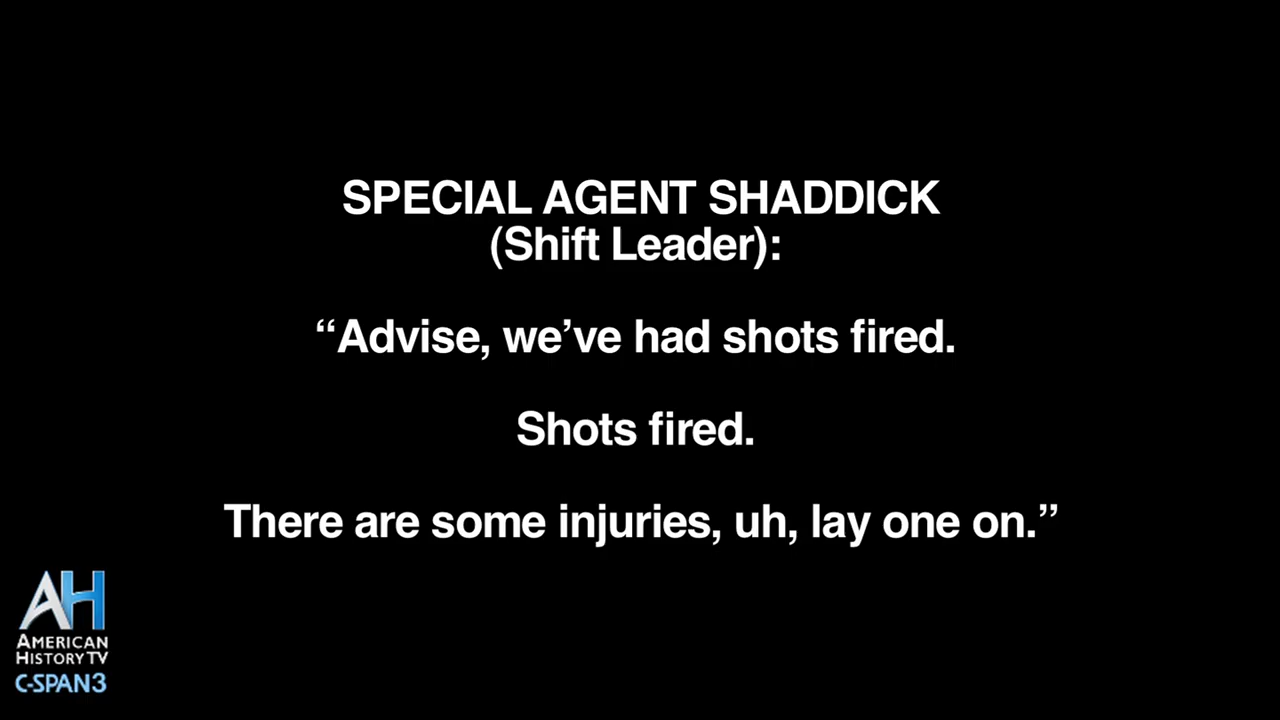 SPECIAL AGENT SHADDICK
(Shift Leader):
“Advise, we’ve had shots fired.
Shots fired.
There are some injuries, uh, lay one on.”
AH
AMERICAN
HISTORY TV
C-SPAN3